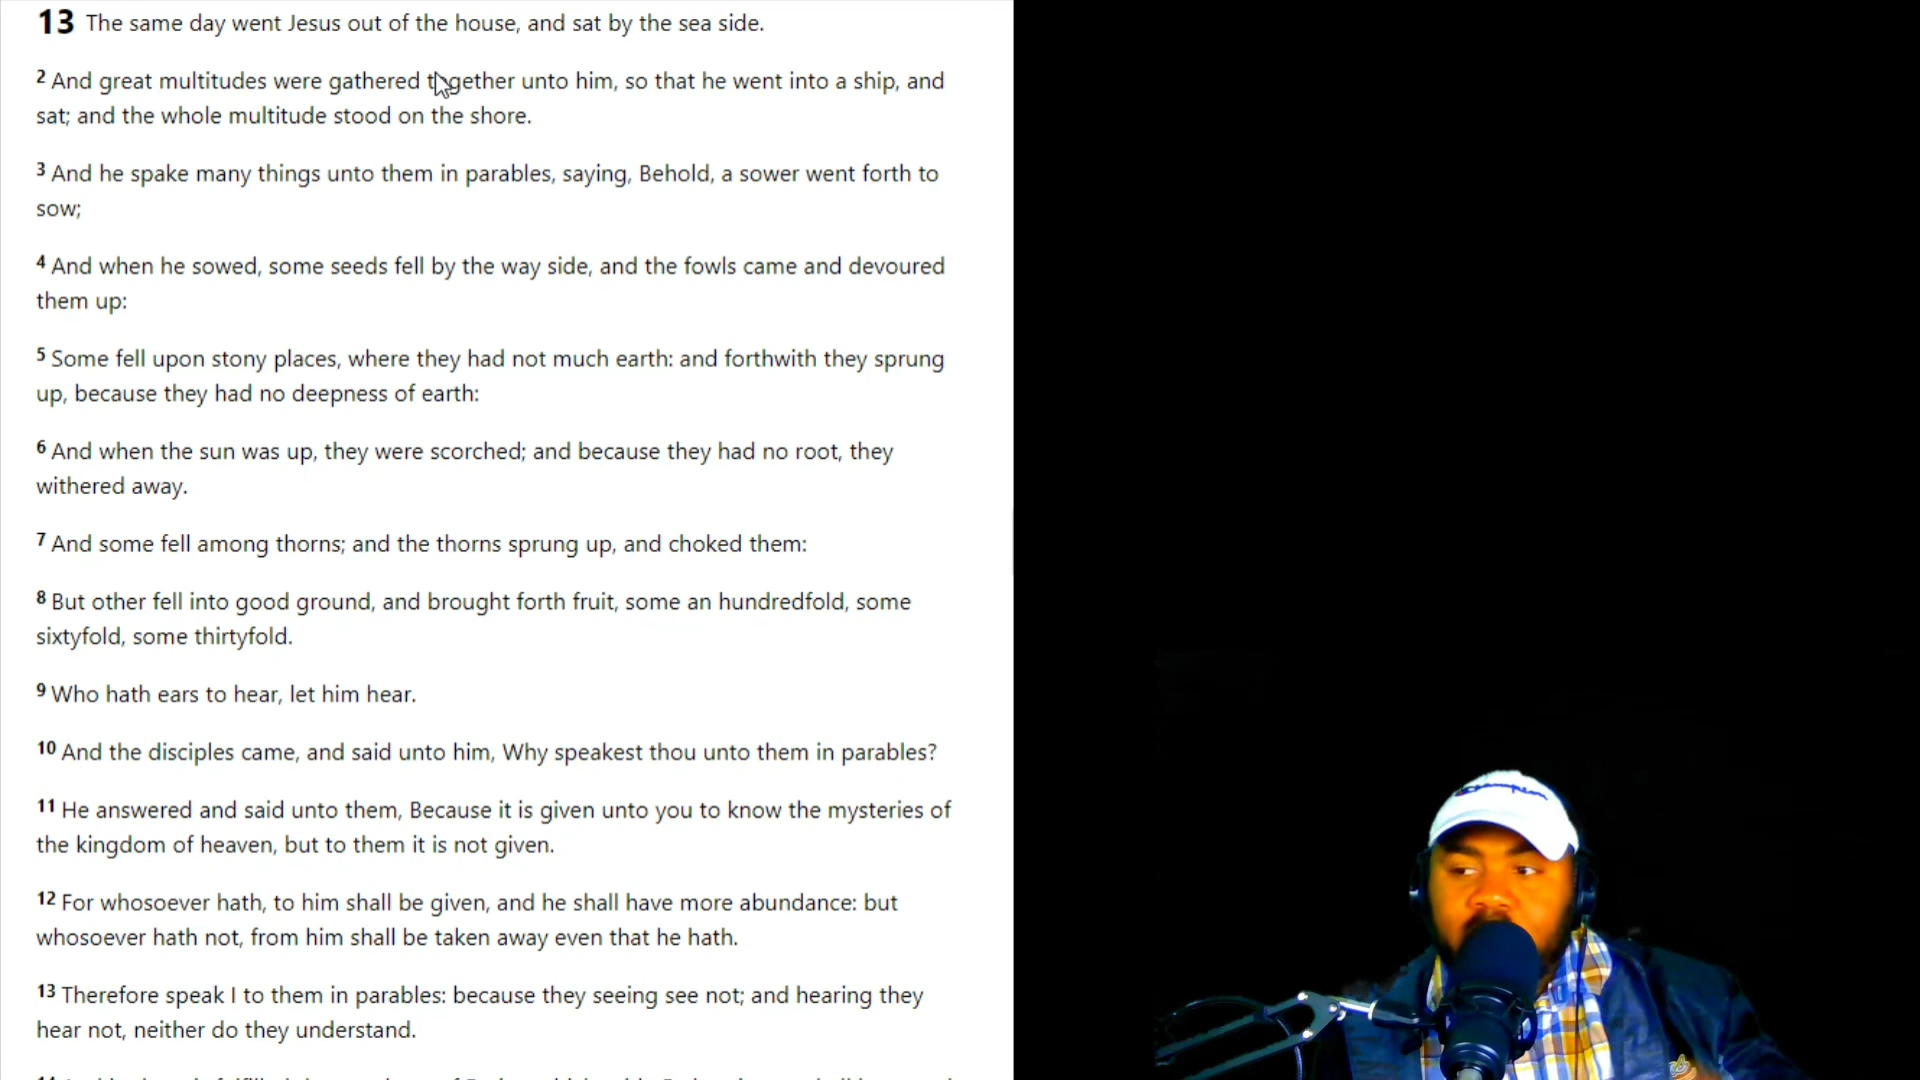 13 The same day went Jesus out of the house, and sat by the sea side.
2 And great multitudes were gathered together unto him, so that he went into a ship, and
sat; and the whole multitude stood on the shore.
3 And he spake many things unto them in parables, saying, Behold, a sower went forth to
sow;
4 And when he sowed, some seeds fell by the way side, and the fowls came and devoured
them up:
5 Some fell upon stony places, where they had not much earth: and forthwith they sprung
up, because they had no deepness of earth:
6 And when the sun was up, they were scorched; and because they had no root, they
withered away.
7 And some fell among thorns; and the thorns sprung up, and choked them:
8 But other fell into good ground, and brought forth fruit, some an hundredfold, some
sixtyfold, some thirtyfold.
9 Who hath ears to hear, let him hear.
10 And the disciples came, and said unto him, Why speakest thou unto them in parables?
11 He answered and said unto them, Because it is given unto you to know the mysteries of
the kingdom of heaven, but to them it is not given.
12 For whosoever hath, to him shall be given, and he shall have more abundance: but
whosoever hath not, from him shall be taken away even that he hath.
13 Therefore speak I to them in parables: because they seeing see not; and hearing they
hear not, neither do they understand.
Champion